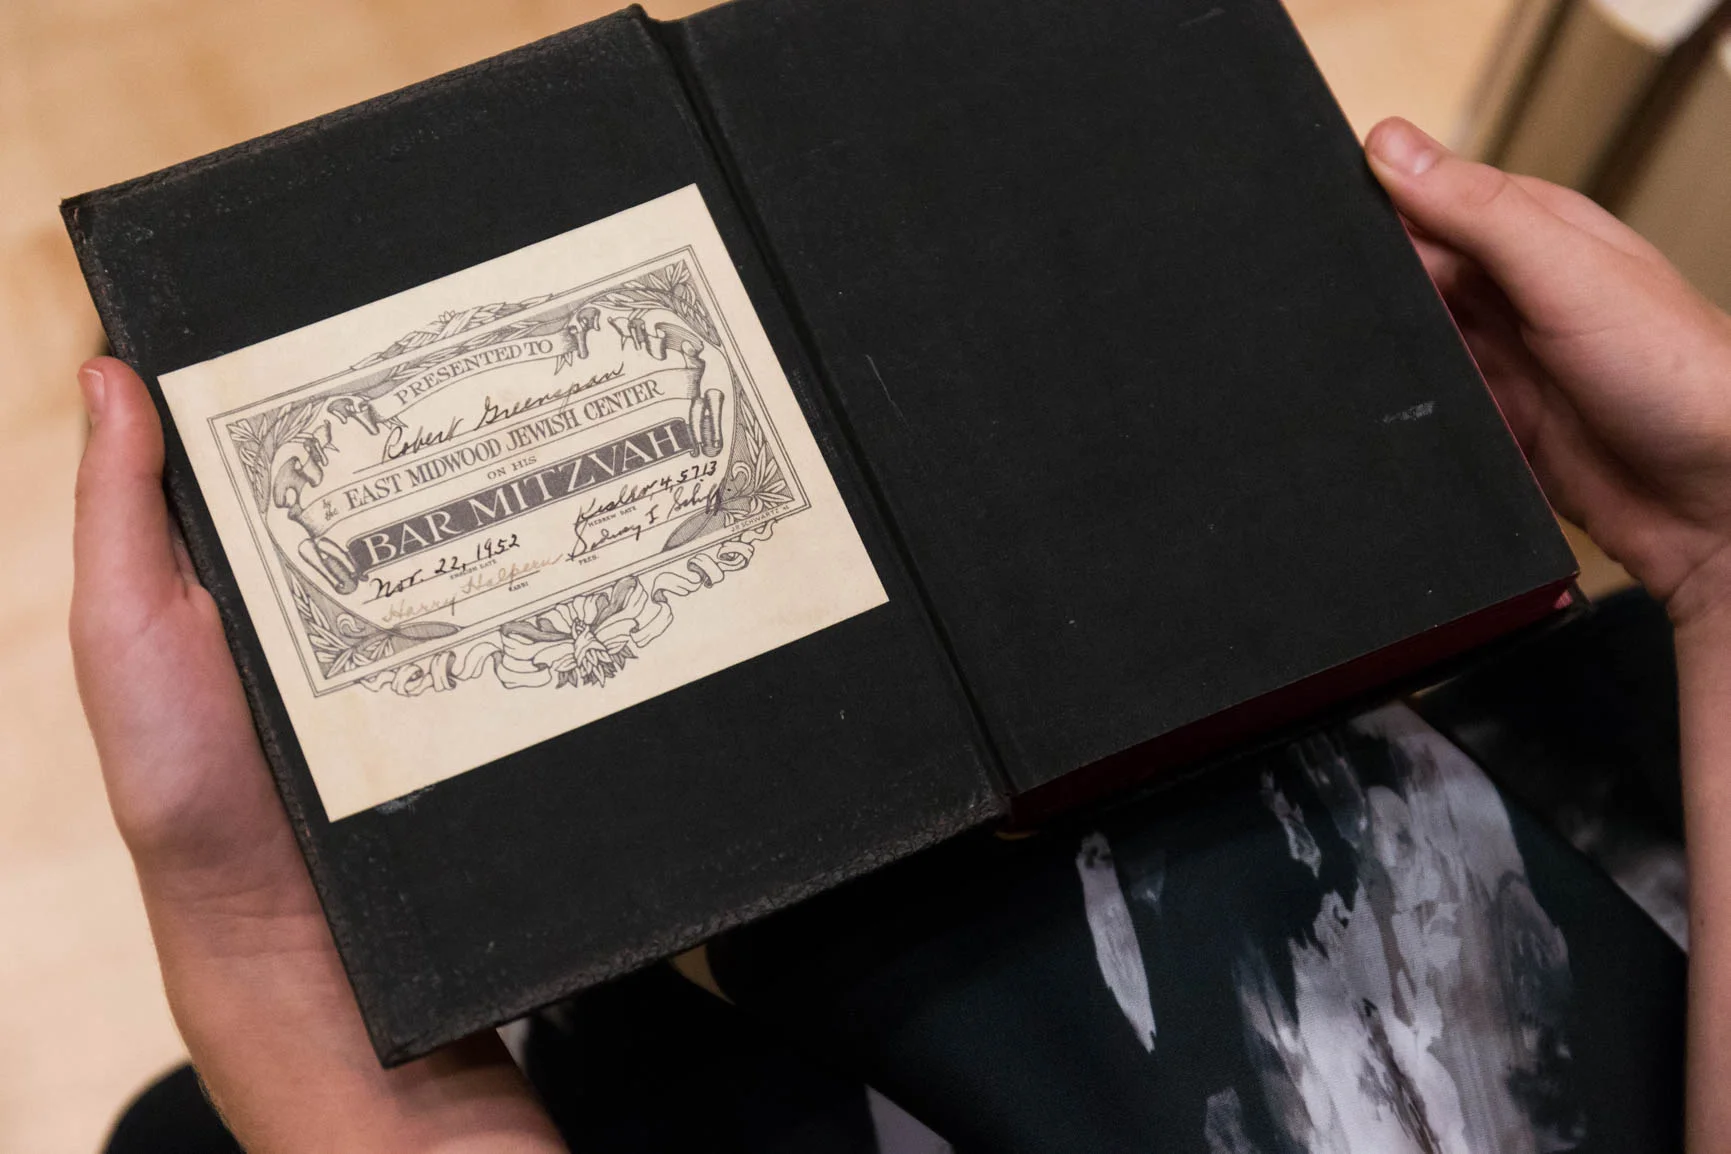 PRESENTED TO
Robert Greenspan
by the EAST MIDWOOD JEWISH CENTER
ON HIS
BAR MITZVAH
Nov. 22, 1952 Kislev 4, 5713
ENGLISH DATE HEBREW DATE
Harry Halpern Sidney I. Schiff
RABBI PRES.
J.B. SCHWARTZ